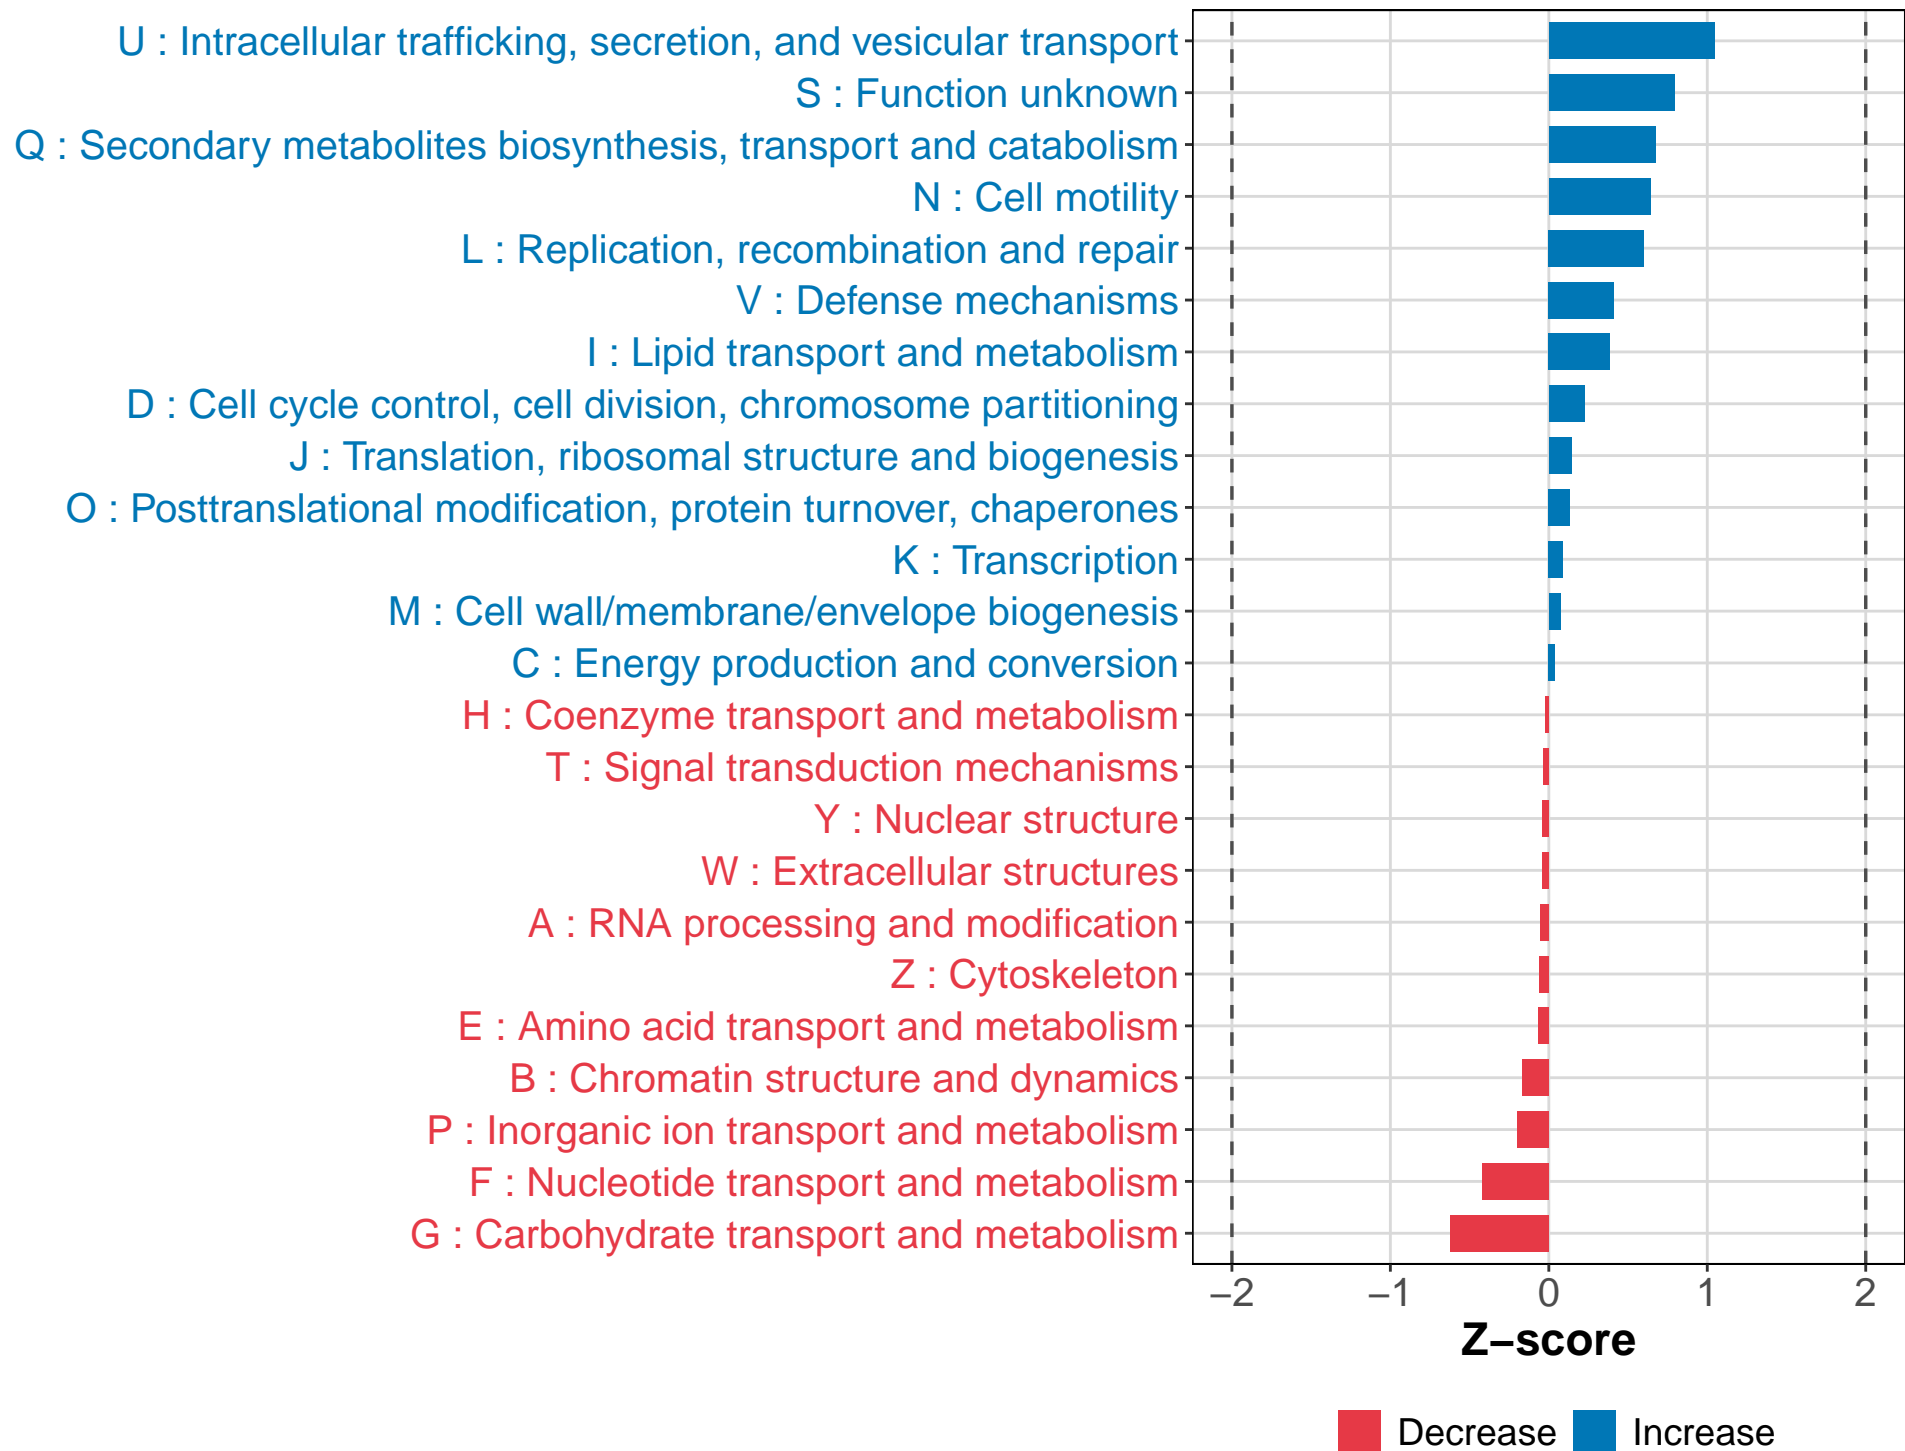 U : Intracellular trafficking, secretion, and vesicular transport
S : Function unknown
Q : Secondary metabolites biosynthesis, transport and catabolism
N : Cell motility
L : Replication, recombination and repair
V : Defense mechanisms
I : Lipid transport and metabolism
D : Cell cycle control, cell division, chromosome partitioning
J : Translation, ribosomal structure and biogenesis
O : Posttranslational modification, protein turnover, chaperones
K : Transcription
M : Cell wall/membrane/envelope biogenesis
C : Energy production and conversion
H : Coenzyme transport and metabolism
T : Signal transduction mechanisms
Y : Nuclear structure
W : Extracellular structures
A : RNA processing and modification
Z : Cytoskeleton
E : Amino acid transport and metabolism
B : Chromatin structure and dynamics
P : Inorganic ion transport and metabolism
F : Nucleotide transport and metabolism
G : Carbohydrate transport and metabolism
−2 −1 0 1 2
Z−score
Decrease Increase